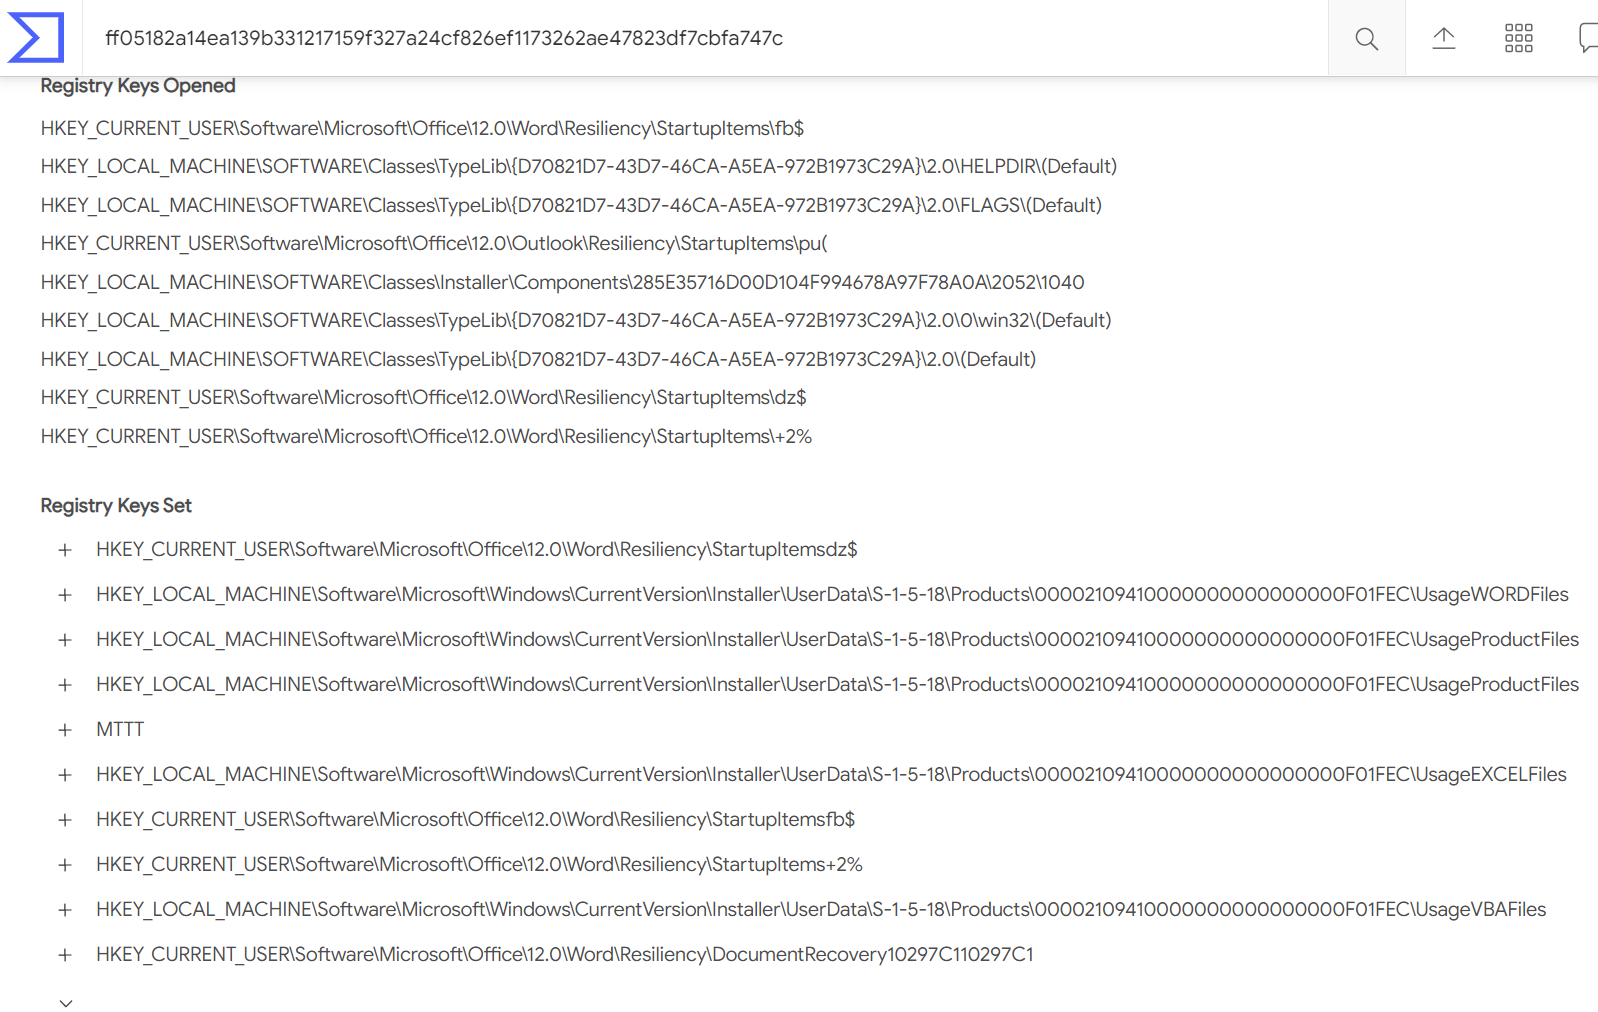 ff05182a14ea139b331217159f327a24cf826ef1173262ae47823df7cbfa747c
Registry Keys Opened
HKEY_CURRENT_USER\Software\Microsoft\Office\12.0\Word\Resiliency\StartupItems\fb$
HKEY_LOCAL_MACHINE\SOFTWARE\Classes\TypeLib\{D70821D7-43D7-46CA-A5EA-972B1973C29A}\2.0\HELPDIR\(Default)
HKEY_LOCAL_MACHINE\SOFTWARE\Classes\TypeLib\{D70821D7-43D7-46CA-A5EA-972B1973C29A}\2.0\FLAGS\(Default)
HKEY_CURRENT_USER\Software\Microsoft\Office\12.0\Outlook\Resiliency\StartupItems\pu(
HKEY_LOCAL_MACHINE\SOFTWARE\Classes\Installer\Components\285E35716D00D104F994678A97F78A0A\2052\1040
HKEY_LOCAL_MACHINE\SOFTWARE\Classes\TypeLib\{D70821D7-43D7-46CA-A5EA-972B1973C29A}\2.0\0\win32\(Default)
HKEY_LOCAL_MACHINE\SOFTWARE\Classes\TypeLib\{D70821D7-43D7-46CA-A5EA-972B1973C29A}\2.0\(Default)
HKEY_CURRENT_USER\Software\Microsoft\Office\12.0\Word\Resiliency\StartupItems\dz$
HKEY_CURRENT_USER\Software\Microsoft\Office\12.0\Word\Resiliency\StartupItems\+2%
Registry Keys Set
+ HKEY_CURRENT_USER\Software\Microsoft\Office\12.0\Word\Resiliency\StartupItemsdz$
+ HKEY_LOCAL_MACHINE\Software\Microsoft\Windows\CurrentVersion\Installer\UserData\S-1-5-18\Products\00002109410000000000000000F01FEC\UsageWORDFiles
+ HKEY_LOCAL_MACHINE\Software\Microsoft\Windows\CurrentVersion\Installer\UserData\S-1-5-18\Products\00002109410000000000000000F01FEC\UsageProductFiles
+ HKEY_LOCAL_MACHINE\Software\Microsoft\Windows\CurrentVersion\Installer\UserData\S-1-5-18\Products\00002109410000000000000000F01FEC\UsageProductFiles
+ MTTT
+ HKEY_LOCAL_MACHINE\Software\Microsoft\Windows\CurrentVersion\Installer\UserData\S-1-5-18\Products\00002109410000000000000000F01FEC\UsageEXCELFiles
+ HKEY_CURRENT_USER\Software\Microsoft\Office\12.0\Word\Resiliency\StartupItemsfb$
+ HKEY_CURRENT_USER\Software\Microsoft\Office\12.0\Word\Resiliency\StartupItems+2%
+ HKEY_LOCAL_MACHINE\Software\Microsoft\Windows\CurrentVersion\Installer\UserData\S-1-5-18\Products\00002109410000000000000000F01FEC\UsageVBAFiles
+ HKEY_CURRENT_USER\Software\Microsoft\Office\12.0\Word\Resiliency\DocumentRecovery10297C110297C1